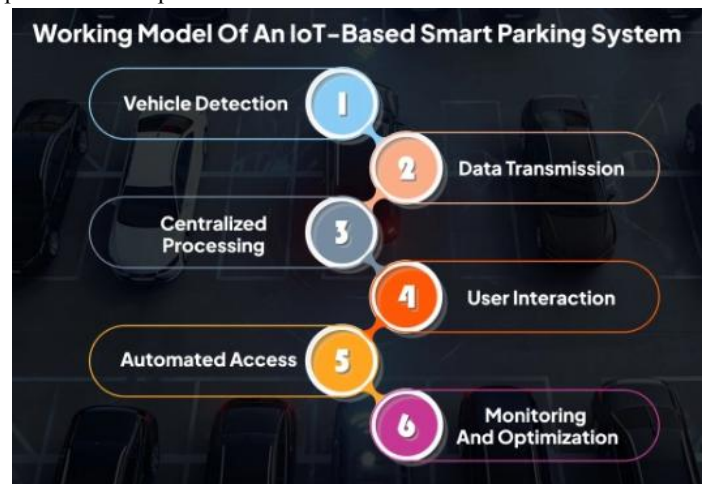 Working Model Of An IoT-Based Smart Parking System
Vehicle Detection
1
2
Data Transmission
Centralized
Processing
3
4
User Interaction
Automated Access
5
6
Monitoring
And Optimization